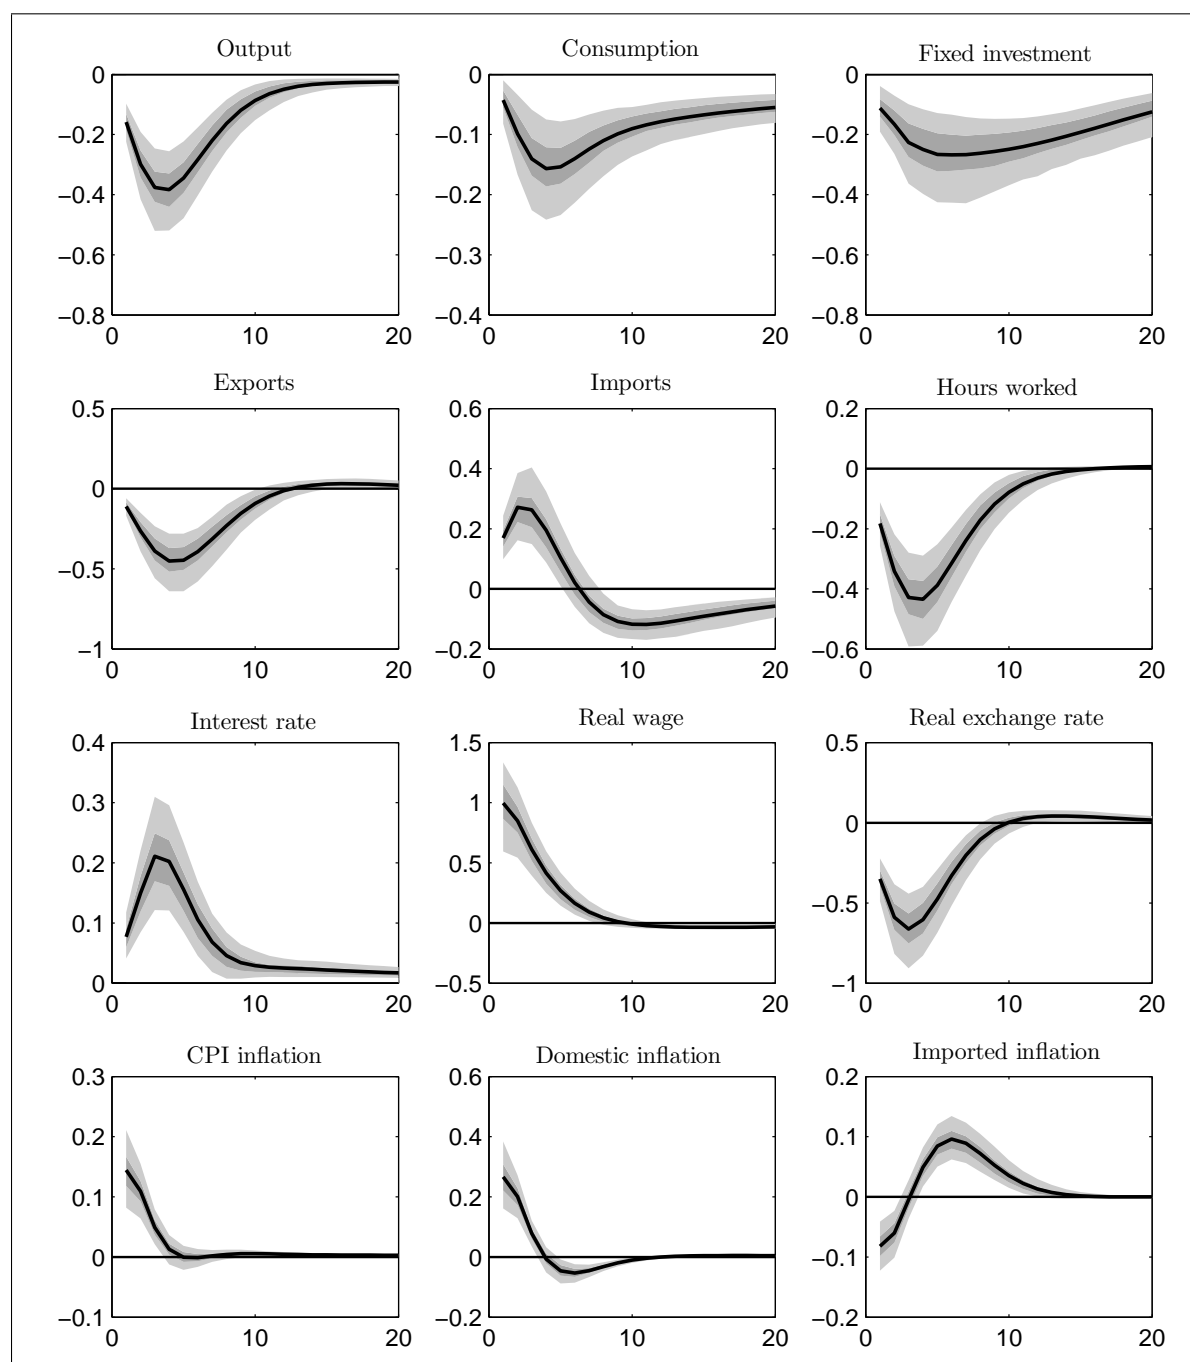 Output
Consumption
Fixed investment
0
−0.2
−0.4
−0.6
−0.8
0 10 20
0
−0.1
−0.2
−0.3
−0.4
0 10 20
0
−0.2
−0.4
−0.6
−0.8
0 10 20
Exports
Imports
Hours worked
0.5
0
−0.5
−1
0 10 20
0.6
0.4
0.2
0
−0.2
0 10 20
0.2
0
−0.2
−0.4
−0.6
0 10 20
Interest rate
Real wage
Real exchange rate
0.4
0.3
0.2
0.1
0
0 10 20
1.5
1
0.5
0
−0.5
0 10 20
0.5
0
−0.5
−1
0 10 20
CPI inflation
Domestic inflation
Imported inflation
0.3
0.2
0.1
0
−0.1
0 10 20
0.6
0.4
0.2
0
−0.2
0 10 20
0.2
0.1
0
−0.1
−0.2
0 10 20